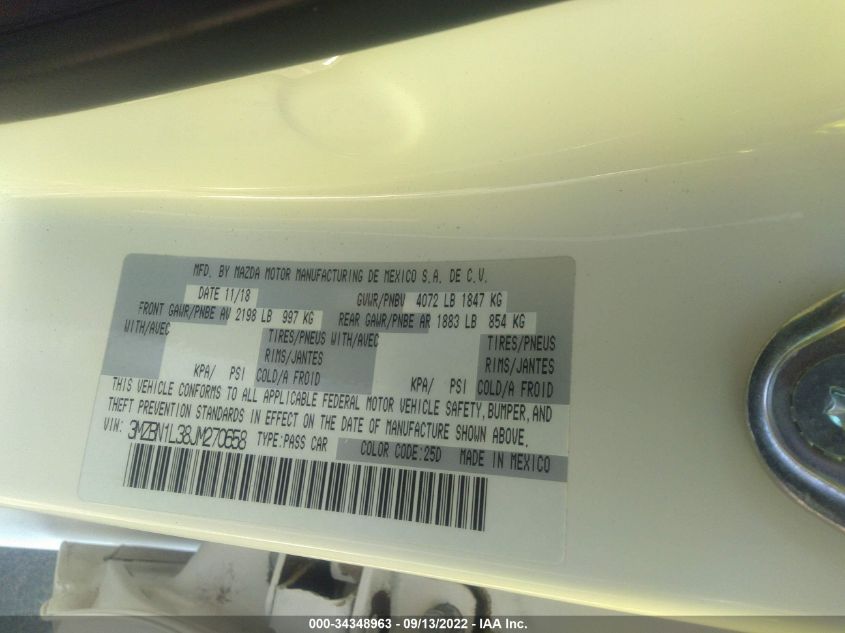 MFD. BY MAZDA MOTOR MANUFACTURING DE MEXICO S.A. DE C.V.
DATE 11/18 GVWR/PNBV 4072 LB 1847 KG
FRONT GAWR/PNBE AV 2198 LB 997 KG REAR GAWR/PNBE AR 1883 LB 854 KG
WITH/AVEC TIRES/PNEUS WITH/AVEC TIRES/PNEUS
RIMS/JANTES RIMS/JANTES
KPA/ PSI COLD/A FROID KPA/ PSI COLD/A FROID
THIS VEHICLE CONFORMS TO ALL APPLICABLE FEDERAL MOTOR VEHICLE SAFETY, BUMPER, AND
THEFT PREVENTION STANDARDS IN EFFECT ON THE DATE OF MANUFACTURE SHOWN ABOVE.
VIN: 3MZBN1L38JM270658 TYPE:PASS CAR COLOR CODE:25D MADE IN MEXICO
000-34348963 - 09/13/2022 - IAA Inc.